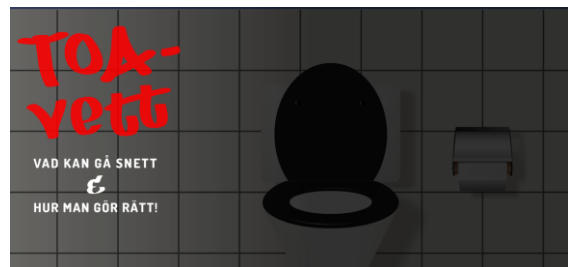 TOA-
vett
VAD KAN GÅ SNETT
&
HUR MAN GÖR RÄTT!